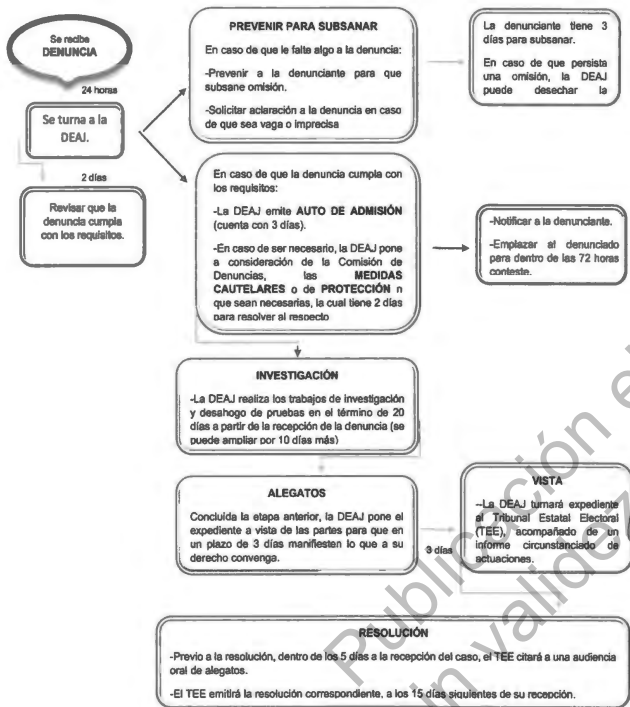 Se recibe
DENUNCIA
24 horas
Se turna a la
DEAJ.
2 días
Revisar que la
denuncia cumpla
con los requisitos.
PREVENIR PARA SUBSANAR
En caso de que le falte algo a la denuncia:
-Prevenir a la denunciante para que
subsane omisión.
-Solicitar aclaración a la denuncia en caso
de que sea vaga o imprecisa
La denunciante tiene 3
días para subsanar.
En caso de que persista
una omisión, la DEAJ
puede desechar la
En caso de que la denuncia cumpla con
los requisitos:
-La DEAJ emite AUTO DE ADMISIÓN
(cuenta con 3 días).
-En caso de ser necesario, la DEAJ pone
a consideración de la Comisión de
Denuncias, las MEDIDAS
CAUTELARES o de PROTECCIÓN n
que sean necesarias, la cual tiene 2 días
para resolver al respecto
-Notificar a la denunciante.
-Emplazar al denunciado
para dentro de las 72 horas
conteste.
INVESTIGACIÓN
-La DEAJ realiza los trabajos de investigación
y desahogo de pruebas en el término de 20
días a partir de la recepción de la denuncia (se
puede ampliar por 10 días más)
ALEGATOS
Concluida la etapa anterior, la DEAJ pone el
expediente a vista de las partes para que en
un plazo de 3 días manifiesten lo que a su
derecho convenga.
3 días
VISTA
--La DEAJ turnará expediente
al Tribunal Estatal Electoral
(TEE), acompañado de un
informe circunstanciado de
actuaciones.
RESOLUCIÓN
-Previo a la resolución, dentro de los 5 días a la recepción del caso, el TEE citará a una audiencia
oral de alegatos.
-El TEE emitirá la resolución correspondiente, a los 15 días siguientes de su recepción.
Publicación el
in validez